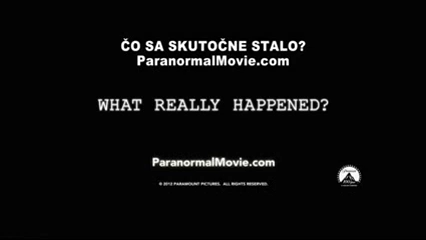 ČO SA SKUTOČNE STALO?
ParanormalMovie.com
WHAT REALLY HAPPENED?
ParanormalMovie.com
© 2012 PARAMOUNT PICTURES. ALL RIGHTS RESERVED.